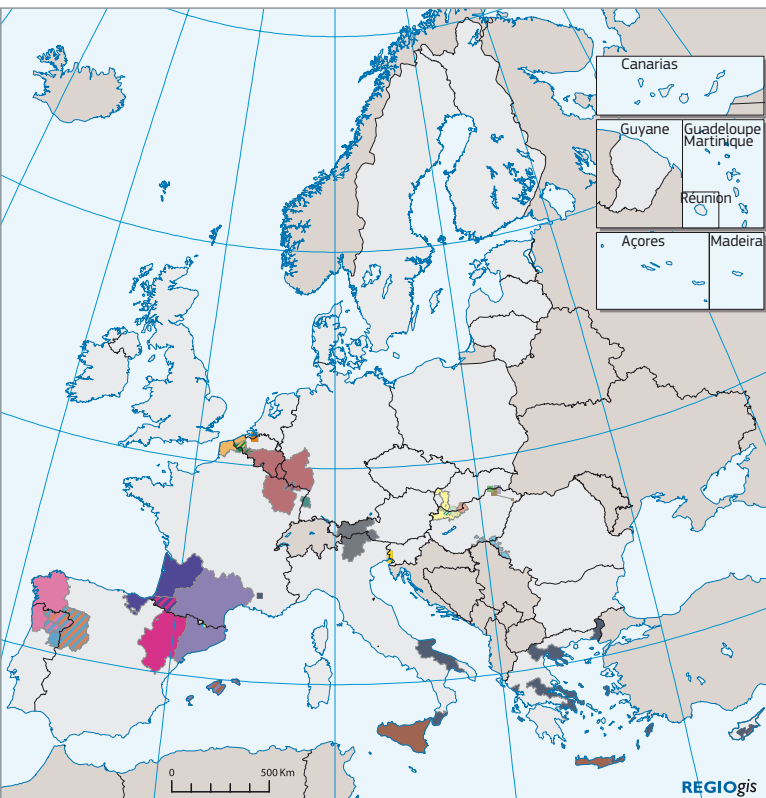 Canarias
Guyane
Guadeloupe
Martinique
Réunion
Açores
Madeira
0
500 Km
REGIOgis